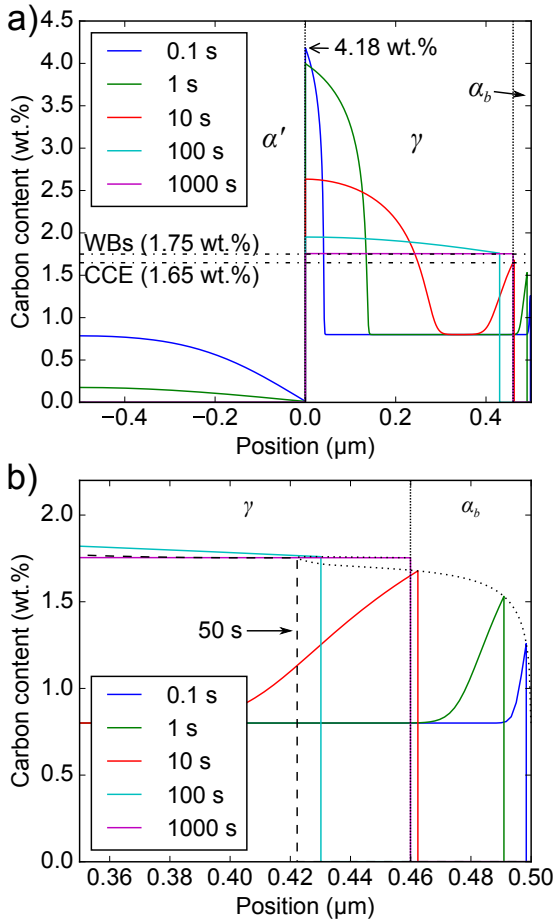 a)
4.5
4.0
3.5
3.0
2.5
2.0
1.5
1.0
0.5
0.0
Carbon content (wt.%)
0.1 s
1 s
10 s
100 s
1000 s
4.18 wt.%
α′
γ
αb
WBs (1.75 wt.%)
CCE (1.65 wt.%)
−0.4 −0.2 0.0 0.2 0.4
Position (μm)
b)
γ
αb
2.0
1.5
1.0
0.5
0.0
Carbon content (wt.%)
50 s
0.1 s
1 s
10 s
100 s
1000 s
0.36 0.38 0.40 0.42 0.44 0.46 0.48 0.50
Position (μm)